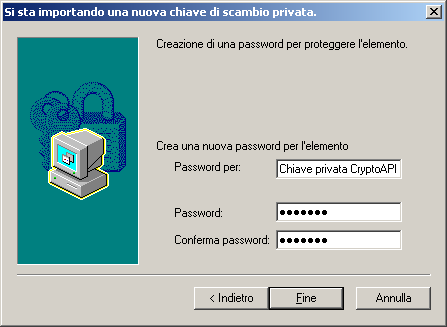 Si sta importando una nuova chiave di scambio privata.
Creazione di una password per proteggere l'elemento.
Crea una nuova password per l'elemento
Password per: Chiave privata CryptoAPI
Password: ●●●●●●●
Conferma password: ●●●●●●●
< Indietro Fine Annulla